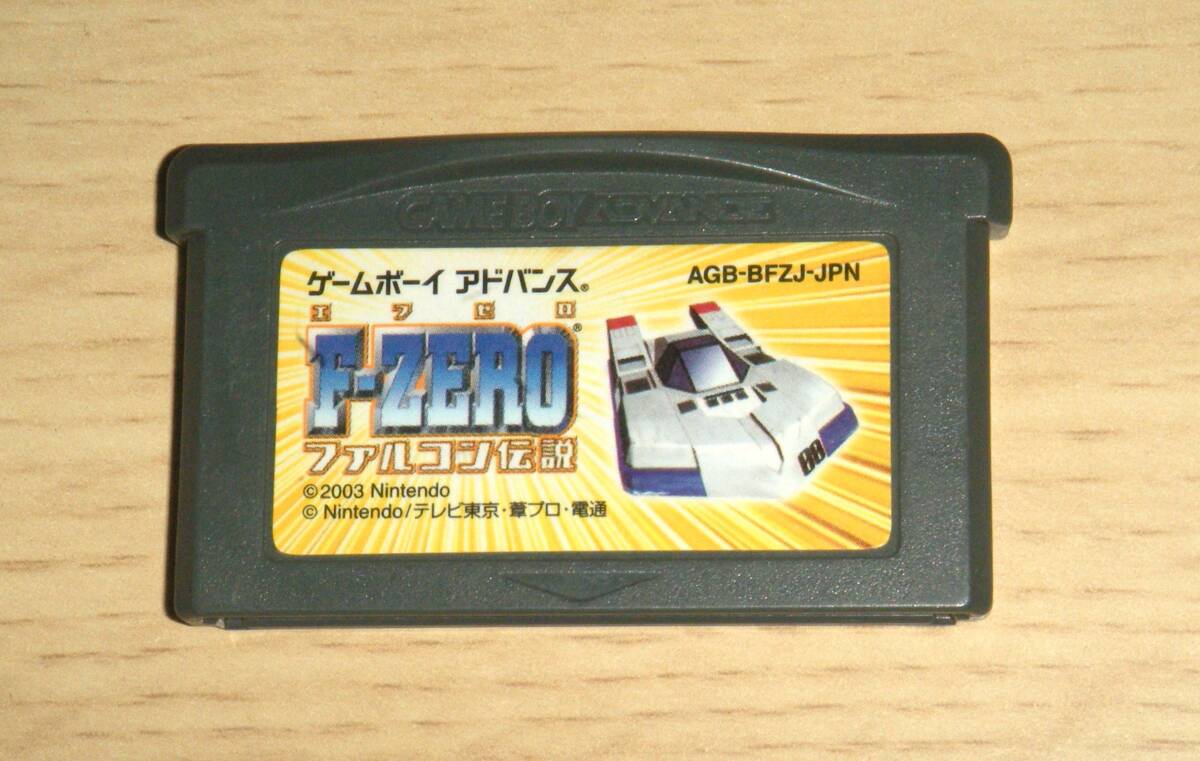 GAME BOY ADVANCE
ゲームボーイ アドバンス®
AGB-BFZJ-JPN
エフゼロ
F-ZERO®
ファルコン伝説
©2003 Nintendo
© Nintendo/テレビ東京・葦プロ・電通
88